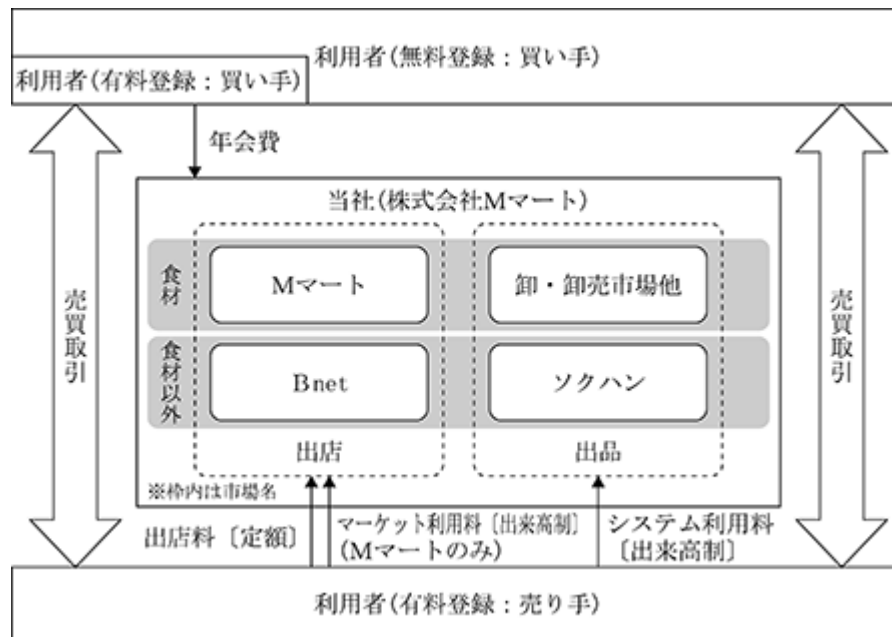 利用者(無料登録：買い手)
利用者(有料登録：買い手)
年会費
当社(株式会社Mマート)
食材
Mマート
卸・卸売市場他
食材以外
Bnet
ソクハン
出店
出品
※枠内は市場名
売買取引
売買取引
出店料〔定額〕
マーケット利用料〔出来高制〕
(Mマートのみ)
システム利用料
〔出来高制〕
利用者(有料登録：売り手)